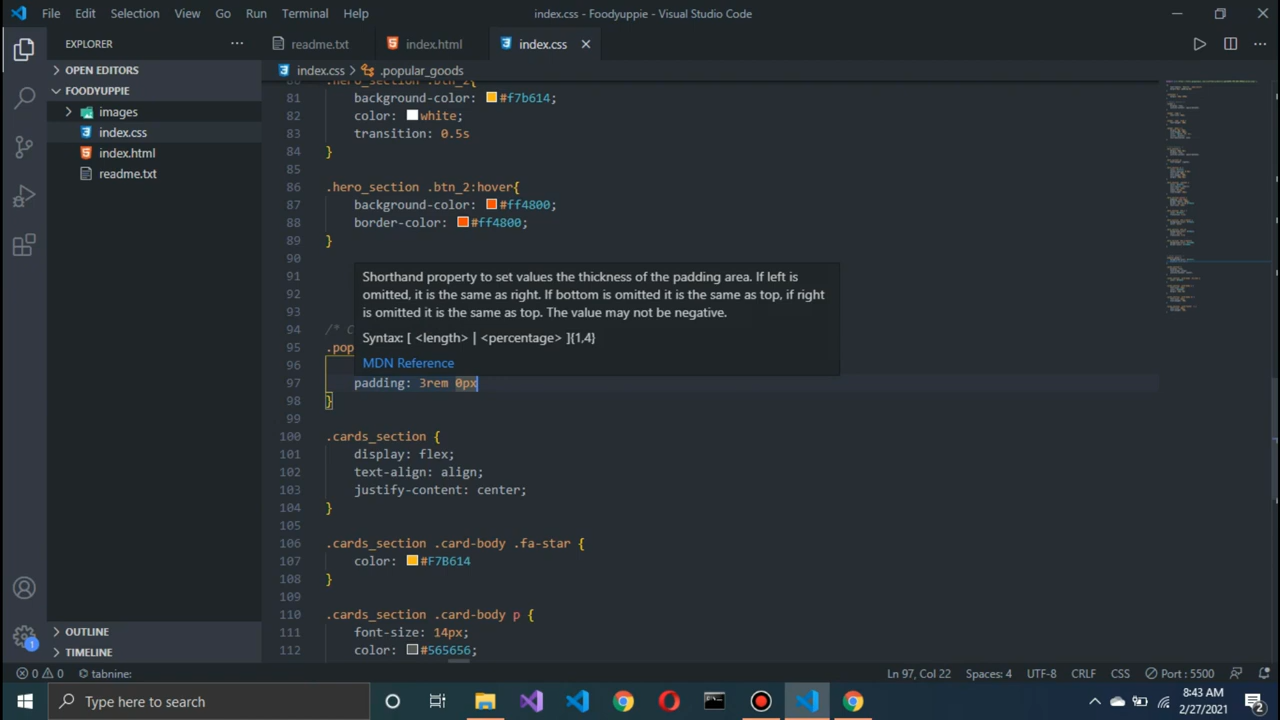 File Edit Selection View Go Run Terminal Help
index.css - Foodyuppie - Visual Studio Code
EXPLORER
readme.txt
index.html
index.css
OPEN EDITORS
FOODYUPPIE
images
index.css
index.html
readme.txt
OUTLINE
TIMELINE
index.css > .popular_goods
80 .hero_section .btn_2{
81 background-color: #f7b614;
82 color: white;
83 transition: 0.5s
84 }
85
86 .hero_section .btn_2:hover{
87 background-color: #ff4800;
88 border-color: #ff4800;
89 }
90
91
92
93
94 /* C
95 .pop
96
97 padding: 3rem 0px
98 }
99
100 .cards_section {
101 display: flex;
102 text-align: align;
103 justify-content: center;
104 }
105
106 .cards_section .card-body .fa-star {
107 color: #F7B614
108 }
109
110 .cards_section .card-body p {
111 font-size: 14px;
112 color: #565656;
Shorthand property to set values the thickness of the padding area. If left is
omitted, it is the same as right. If bottom is omitted it is the same as top, if right
is omitted it is the same as top. The value may not be negative.
Syntax: [ <length> | <percentage> ]{1,4}
MDN Reference
1
0 0 tabnine:
Ln 97, Col 22 Spaces: 4 UTF-8 CRLF CSS Port : 5500
Type here to search
8:43 AM
2/27/2021
2